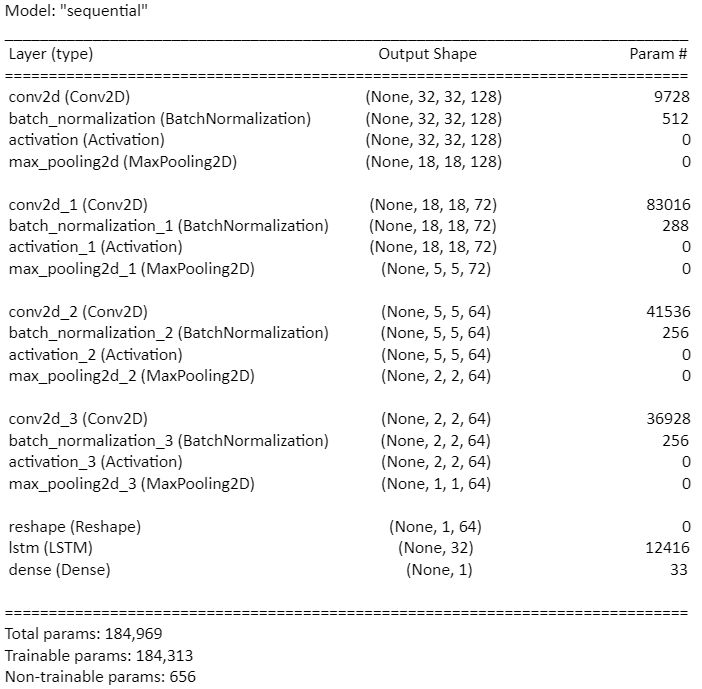 Model: "sequential"
Layer (type) Output Shape Param #
================================================================================
conv2d (Conv2D) (None, 32, 32, 128) 9728
batch_normalization (BatchNormalization) (None, 32, 32, 128) 512
activation (Activation) (None, 32, 32, 128) 0
max_pooling2d (MaxPooling2D) (None, 18, 18, 128) 0
conv2d_1 (Conv2D) (None, 18, 18, 72) 83016
batch_normalization_1 (BatchNormalization) (None, 18, 18, 72) 288
activation_1 (Activation) (None, 18, 18, 72) 0
max_pooling2d_1 (MaxPooling2D) (None, 5, 5, 72) 0
conv2d_2 (Conv2D) (None, 5, 5, 64) 41536
batch_normalization_2 (BatchNormalization) (None, 5, 5, 64) 256
activation_2 (Activation) (None, 5, 5, 64) 0
max_pooling2d_2 (MaxPooling2D) (None, 2, 2, 64) 0
conv2d_3 (Conv2D) (None, 2, 2, 64) 36928
batch_normalization_3 (BatchNormalization) (None, 2, 2, 64) 256
activation_3 (Activation) (None, 2, 2, 64) 0
max_pooling2d_3 (MaxPooling2D) (None, 1, 1, 64) 0
reshape (Reshape) (None, 1, 64) 0
lstm (LSTM) (None, 32) 12416
dense (Dense) (None, 1) 33
================================================================================
Total params: 184,969
Trainable params: 184,313
Non-trainable params: 656